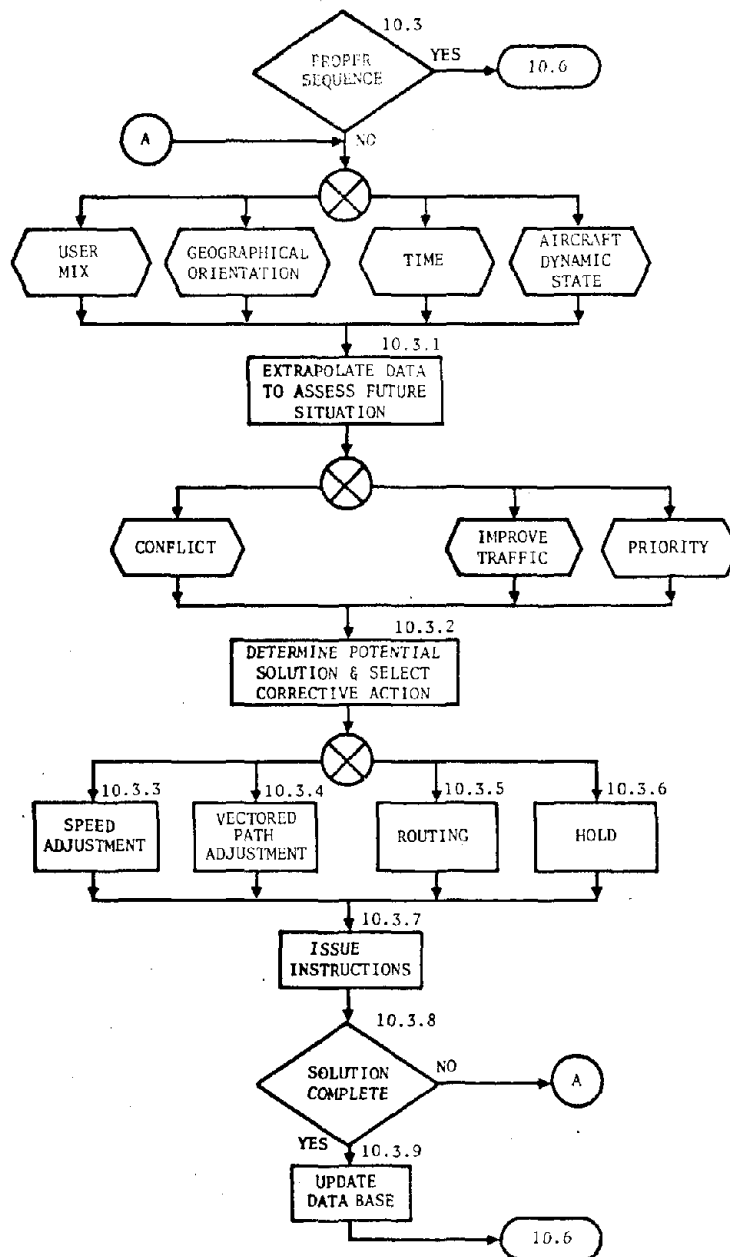 10.3
PROPER
SEQUENCE
YES
10.6
A
NO
USER
MIX
GEOGRAPHICAL
ORIENTATION
TIME
AIRCRAFT
DYNAMIC
STATE
10.3.1
EXTRAPOLATE DATA
TO ASSESS FUTURE
SITUATION
CONFLICT
IMPROVE
TRAFFIC
PRIORITY
10.3.2
DETERMINE POTENTIAL
SOLUTION & SELECT
CORRECTIVE ACTION
10.3.3
SPEED
ADJUSTMENT
10.3.4
VECTORED
PATH
ADJUSTMENT
10.3.5
ROUTING
10.3.6
HOLD
10.3.7
ISSUE
INSTRUCTIONS
10.3.8
SOLUTION
COMPLETE
NO
A
YES
10.3.9
UPDATE
DATA BASE
10.6